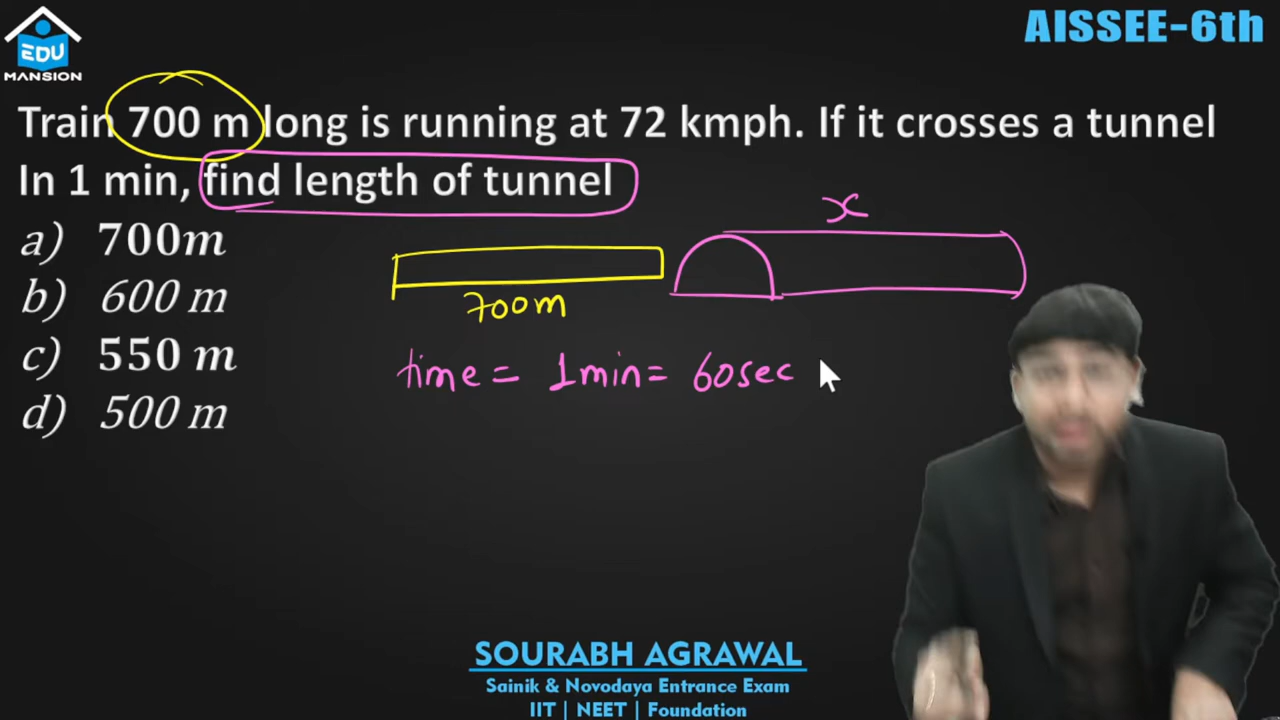 EDU
MANSION
AISSEE-6th
Train 700 m long is running at 72 kmph. If it crosses a tunnel
In 1 min, find length of tunnel
a) 700m
b) 600 m
c) 550 m
d) 500 m
x
700m
time = 1min = 60sec
SOURABH AGRAWAL
Sainik & Novodaya Entrance Exam
IIT | NEET | Foundation